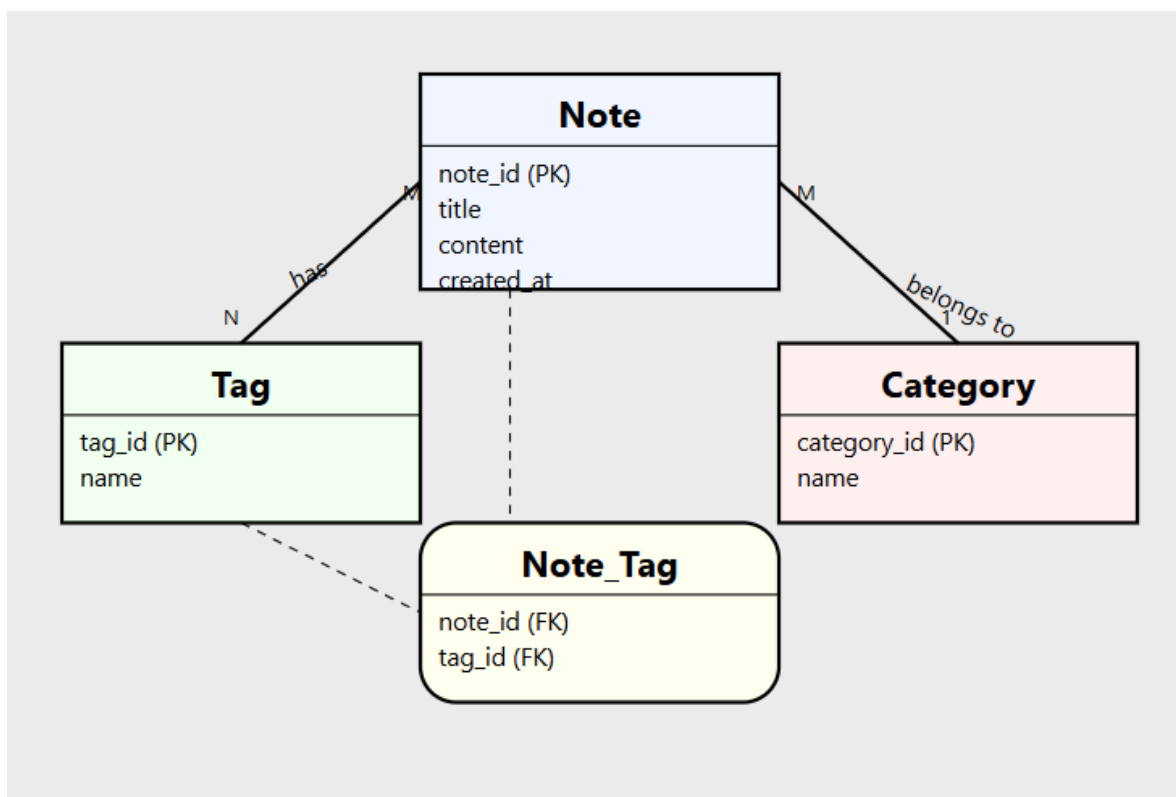 Note
note_id (PK)
title
content
created_at
M
M
has
belongs to
N
1
Tag
tag_id (PK)
name
Category
category_id (PK)
name
Note_Tag
note_id (FK)
tag_id (FK)